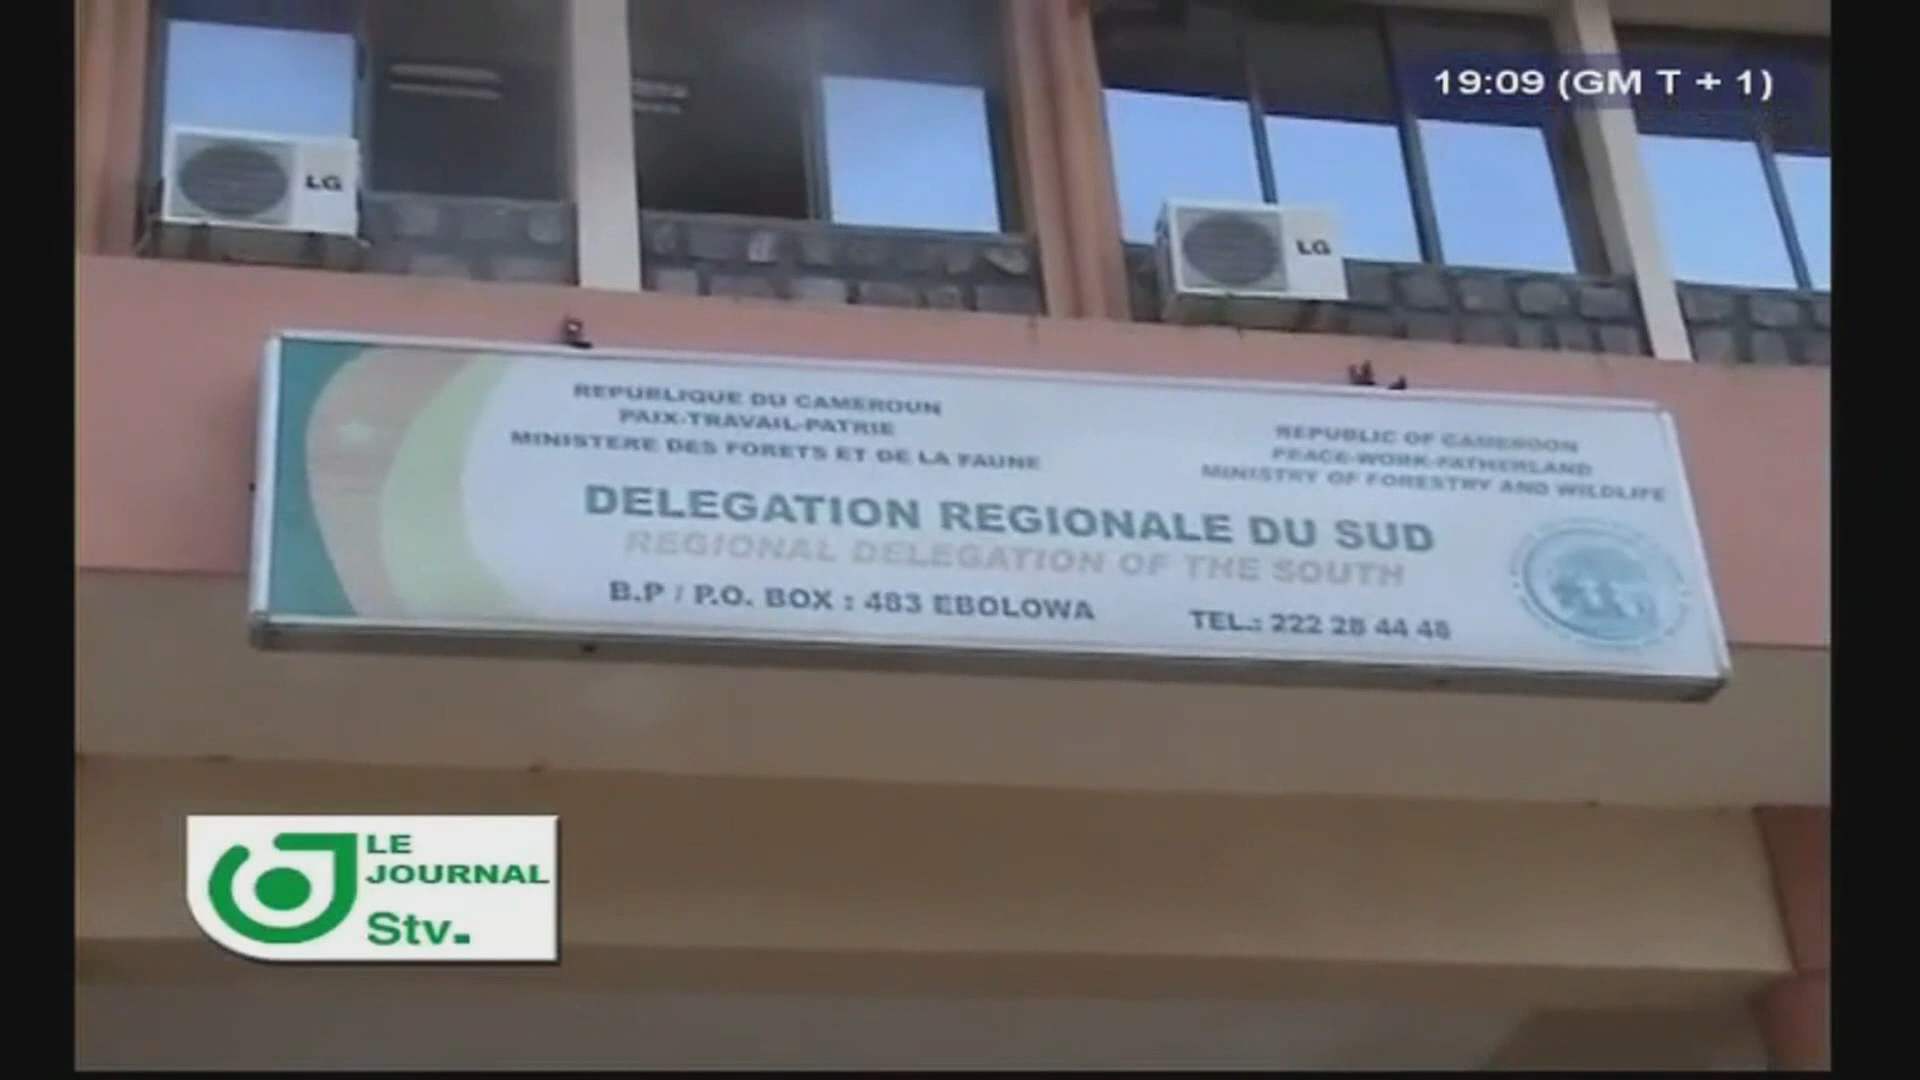 19:09 (GM T + 1)
LG
LG
REPUBLIQUE DU CAMEROUN
PAIX-TRAVAIL-PATRIE
MINISTERE DES FORETS ET DE LA FAUNE
REPUBLIC OF CAMEROON
PEACE-WORK-FATHERLAND
MINISTRY OF FORESTRY AND WILDLIFE
DELEGATION REGIONALE DU SUD
REGIONAL DELEGATION OF THE SOUTH
B.P / P.O. BOX : 483 EBOLOWA
TEL.: 222 28 44 48
LE
JOURNAL
Stv.